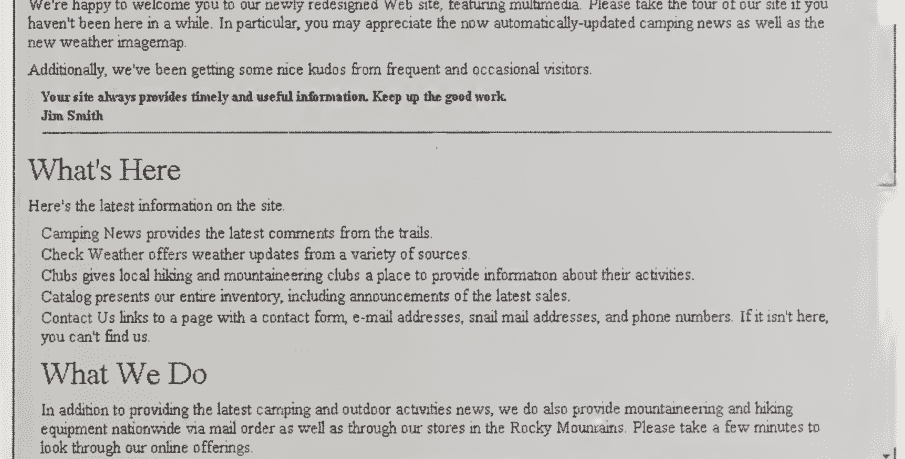 We're happy to welcome you to our newly redesigned Web site, featuring multimedia. Please take the tour of our site if you
haven't been here in a while. In particular, you may appreciate the now automatically-updated camping news as well as the
new weather imagemap.
Additionally, we've been getting some nice kudos from frequent and occasional visitors.
Your site always provides timely and useful information. Keep up the good work.
Jim Smith
What's Here
Here's the latest information on the site.
Camping News provides the latest comments from the trails.
Check Weather offers weather updates from a variety of sources.
Clubs gives local hiking and mountaineering clubs a place to provide information about their activities.
Catalog presents our entire inventory, including announcements of the latest sales.
Contact Us links to a page with a contact form, e-mail addresses, snail mail addresses, and phone numbers. If it isn't here,
you can't find us.
What We Do
In addition to providing the latest camping and outdoor activities news, we do also provide mountaineering and hiking
equipment nationwide via mail order as well as through our stores in the Rocky Mountains. Please take a few minutes to
look through our online offerings.